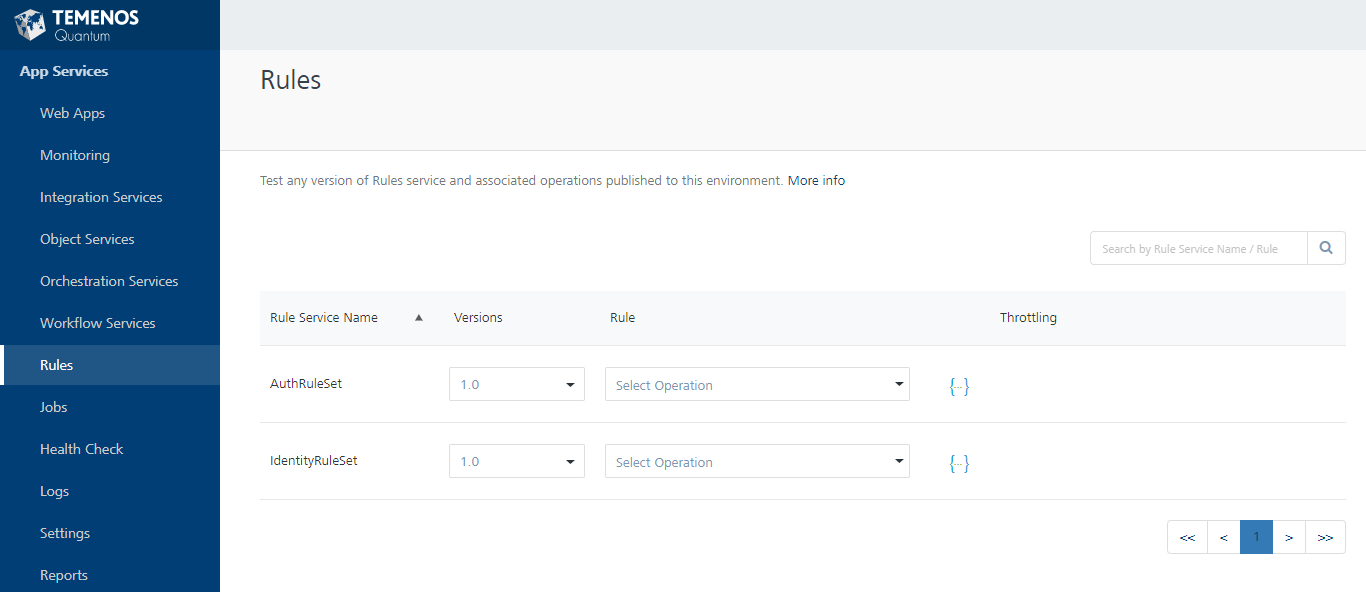 TEMENOS
Quantum
App Services
Web Apps
Monitoring
Integration Services
Object Services
Orchestration Services
Workflow Services
Rules
Jobs
Health Check
Logs
Settings
Reports
Rules
Test any version of Rules service and associated operations published to this environment. More info
Search by Rule Service Name / Rule
Rule Service Name ▲ Versions Rule Throttling
AuthRuleSet 1.0 Select Operation {...}
IdentityRuleSet 1.0 Select Operation {...}
<< < 1 > >>